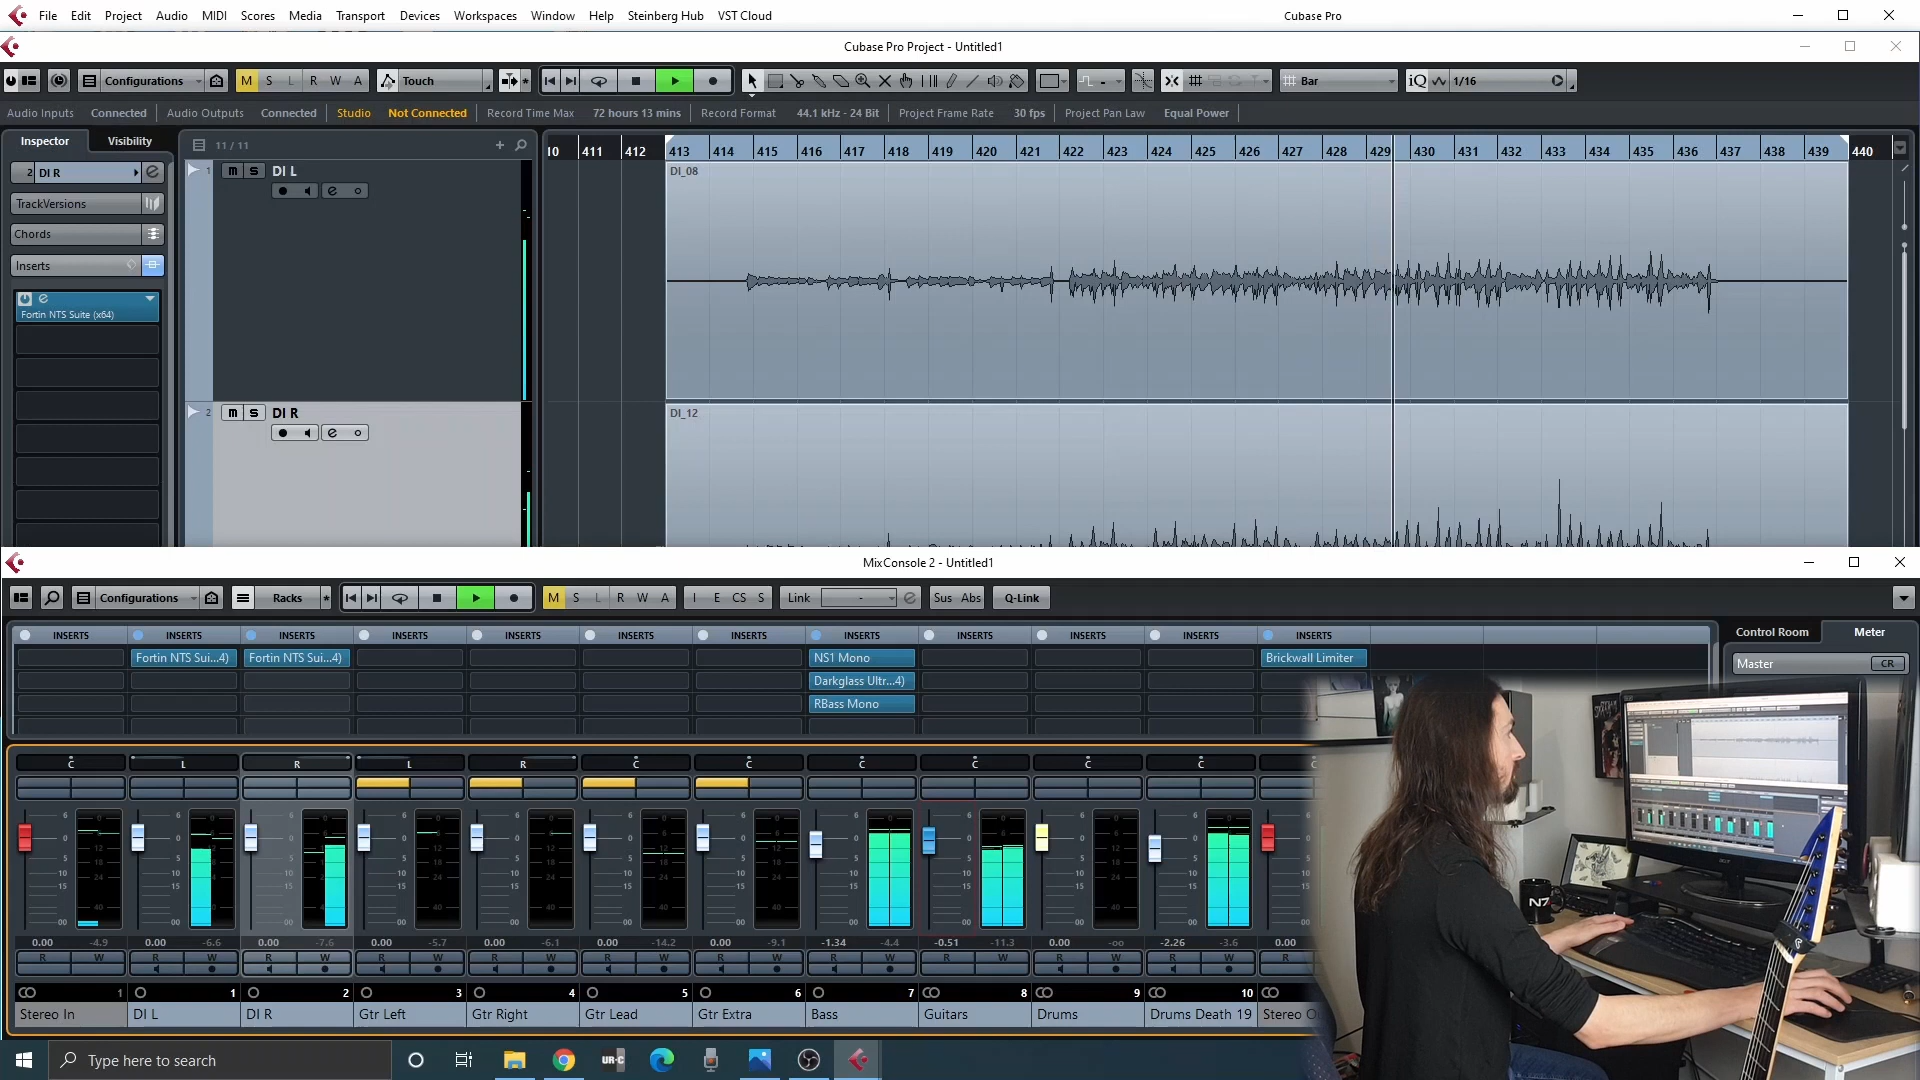 File Edit Project Audio MIDI Scores Media Transport Devices Workspaces Window Help Steinberg Hub VST Cloud Cubase Pro
Cubase Pro Project - Untitled1
Configurations M S L R W A Touch Bar iQ 1/16
Audio Inputs Connected Audio Outputs Connected Studio Not Connected Record Time Max 72 hours 13 mins Record Format 44.1 kHz - 24 Bit Project Frame Rate 30 fps Project Pan Law Equal Power
Inspector Visibility 11 / 11
10 411 412 413 414 415 416 417 418 419 420 421 422 423 424 425 426 427 428 429 430 431 432 433 434 435 436 437 438 439 440
2 DI R
1 m s DI L
DI_08
TrackVersions
Chords
Inserts
Fortin NTS Suite (x64)
2 m s DI R
DI_12
MixConsole 2 - Untitled1
Configurations Racks M S L R W A I E CS S Link - Sus Abs Q-Link
INSERTS INSERTS INSERTS INSERTS INSERTS INSERTS INSERTS INSERTS INSERTS INSERTS INSERTS INSERTS
Control Room Meter
Fortin NTS Sui...4) Fortin NTS Sui...4) NS1 Mono Brickwall Limiter
Master CR
Darkglass Ultr...4)
RBass Mono
C L R L R C C C C C C C
0.00 -4.9 0.00 -6.6 0.00 -7.6 0.00 -5.7 0.00 -6.1 0.00 -14.2 0.00 -9.1 -1.34 -4.4 -0.51 -11.3 0.00 -oo -2.26 -3.6 0.00
R W R W R W R W R W R W R W R W R W R W R W R
1 1 2 3 4 5 6 7 8 9 10
Stereo In DI L DI R Gtr Left Gtr Right Gtr Lead Gtr Extra Bass Guitars Drums Drums Death 19 Stereo O
N7
Type here to search
UR-C